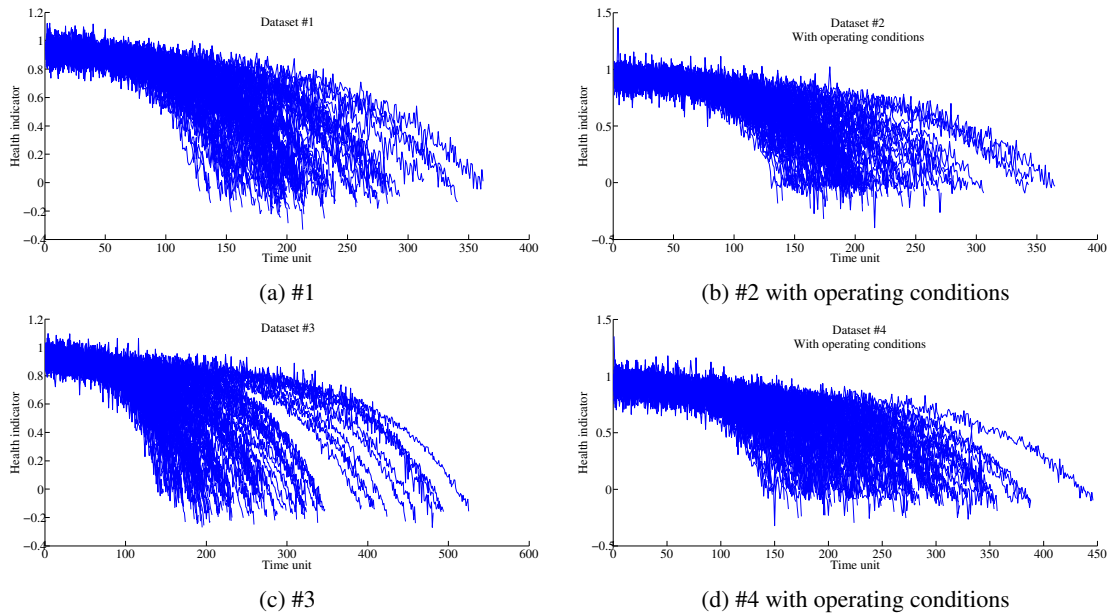 Dataset #1
Health indicator
1.2
1
0.8
0.6
0.4
0.2
0
−0.2
−0.4
0 50 100 150 200 250 300 350 400
Time unit
(a) #1
Dataset #2
With operating conditions
Health indicator
1.5
1
0.5
0
−0.5
0 50 100 150 200 250 300 350 400
Time unit
(b) #2 with operating conditions
Dataset #3
Health indicator
1.2
1
0.8
0.6
0.4
0.2
0
−0.2
−0.4
0 100 200 300 400 500 600
Time unit
(c) #3
Dataset #4
With operating conditions
Health indicator
1.5
1
0.5
0
−0.5
0 50 100 150 200 250 300 350 400 450
Time unit
(d) #4 with operating conditions